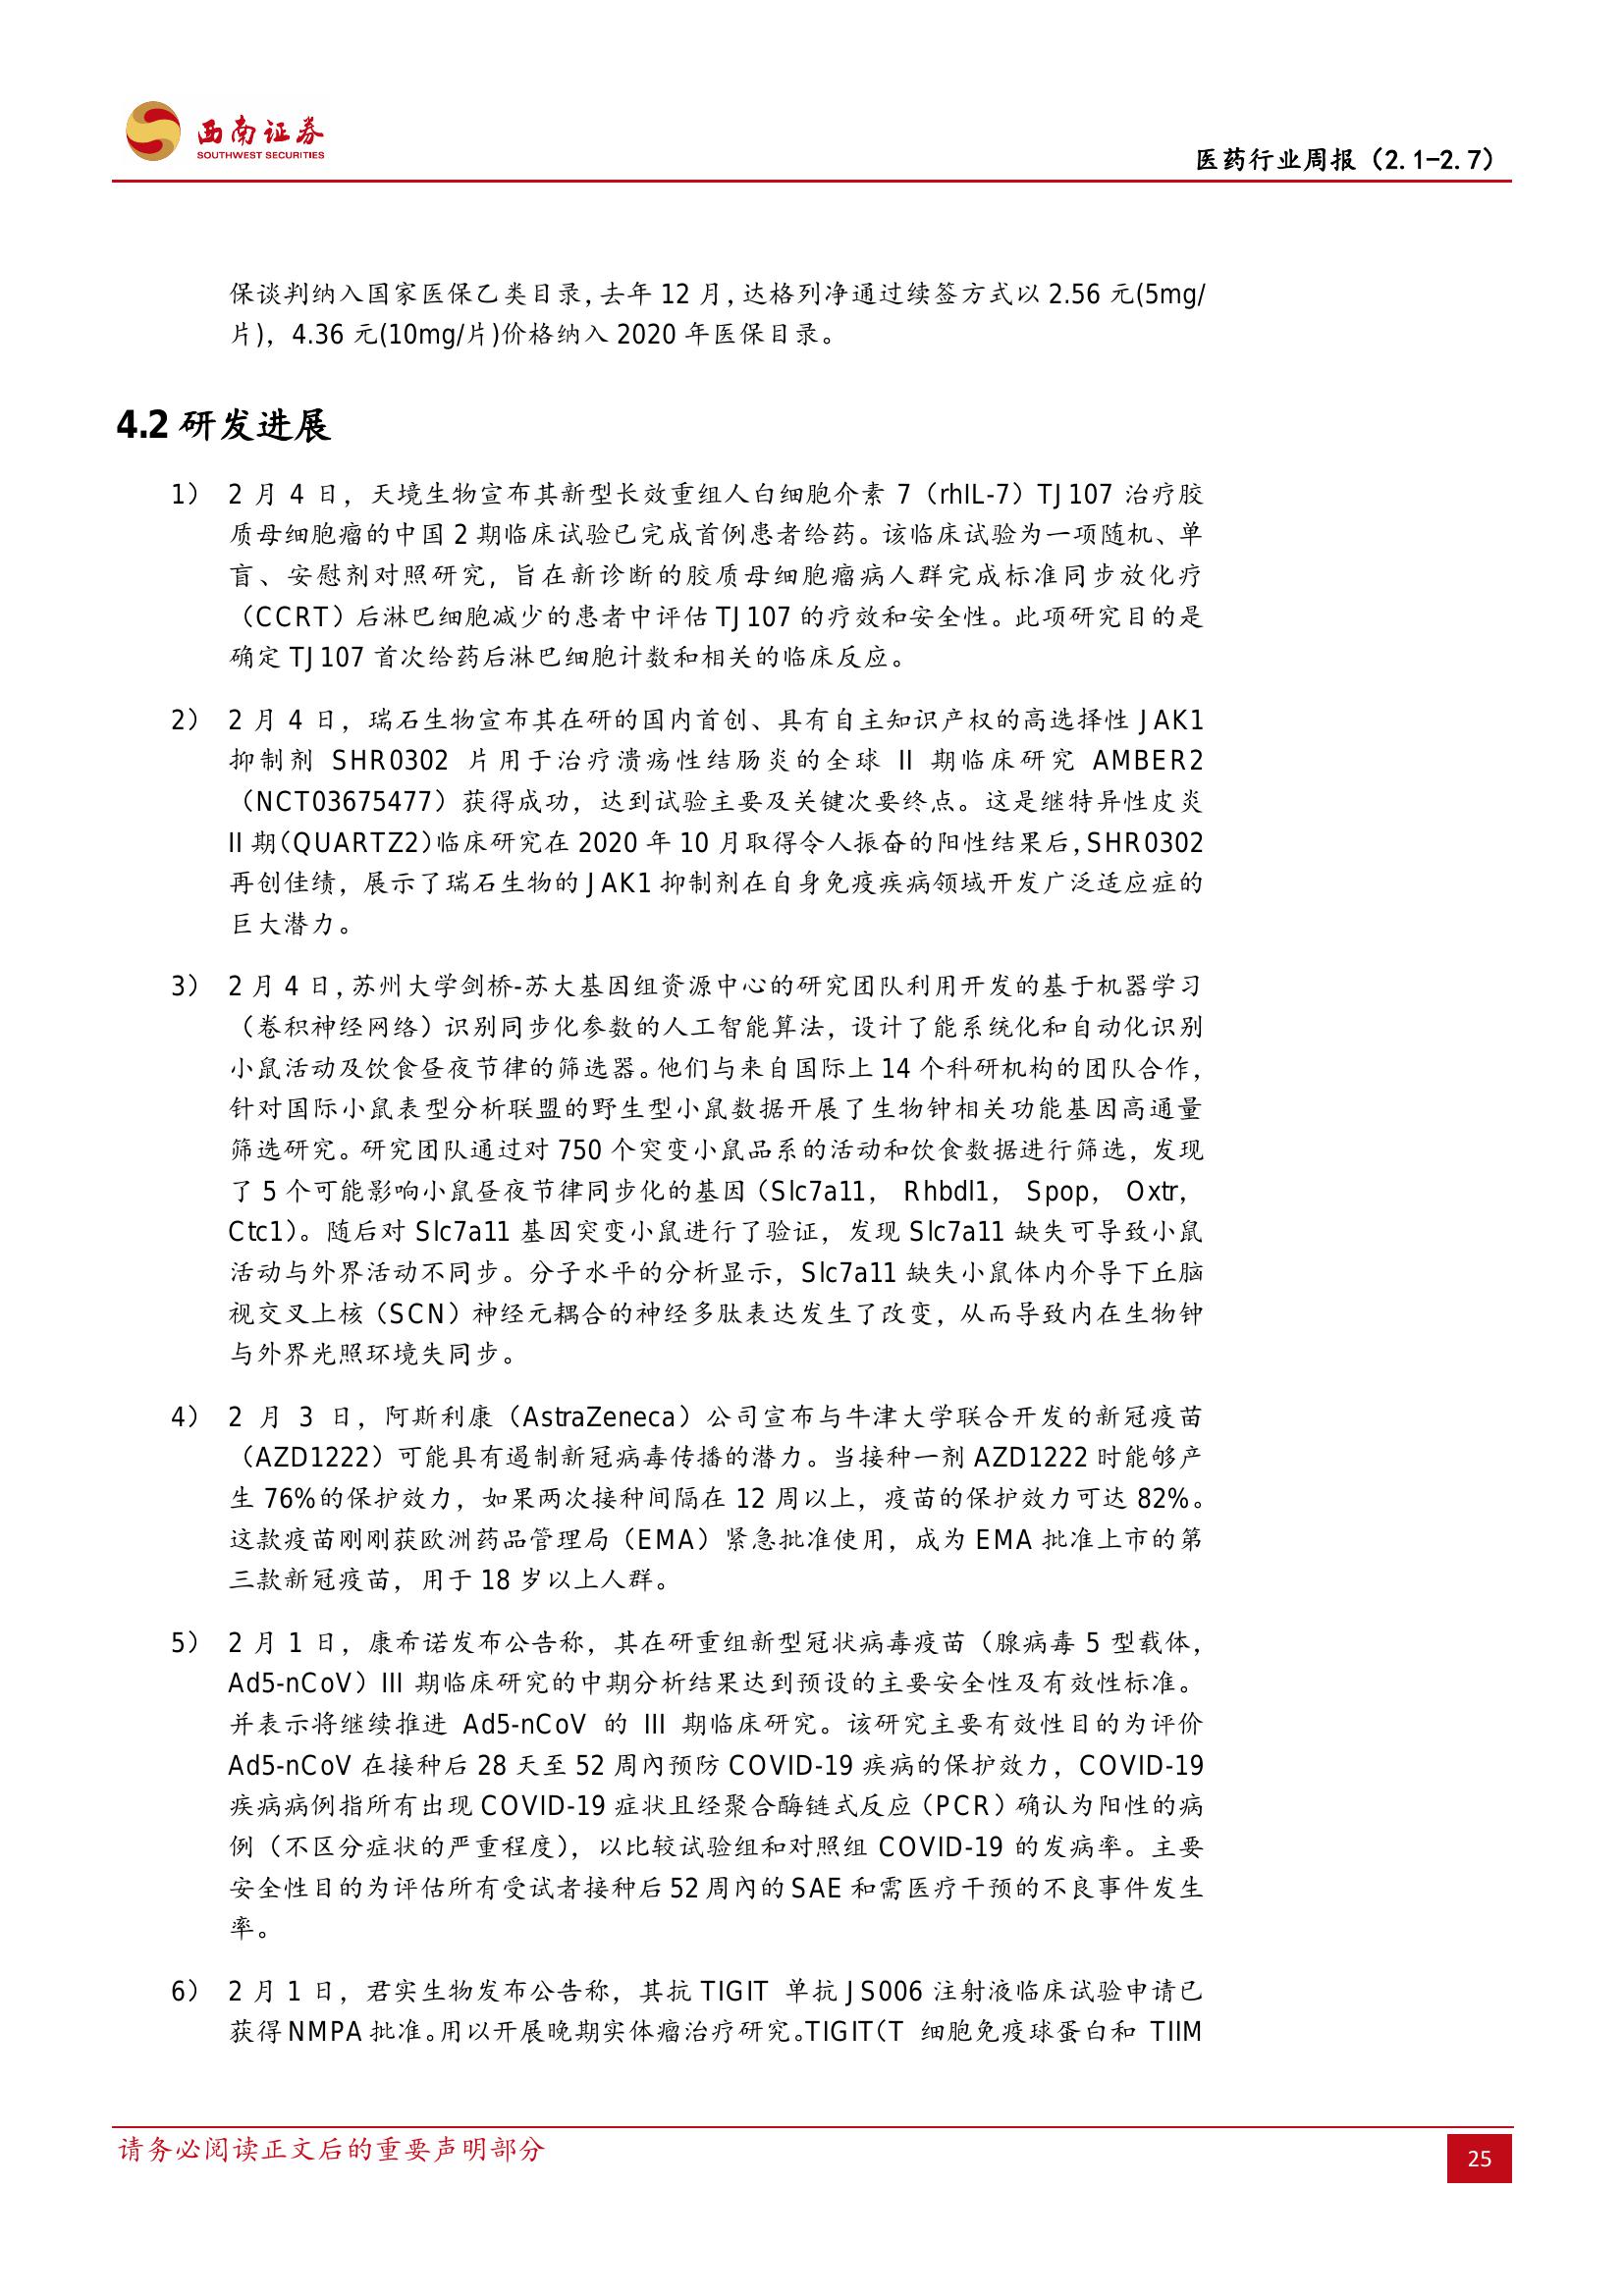 西南证券
SOUTHWEST SECURITIES
医药行业周报（2.1-2.7）
保谈判纳入国家医保乙类目录，去年 12 月，达格列净通过续签方式以 2.56 元(5mg/
片)，4.36 元(10mg/片)价格纳入 2020 年医保目录。
4.2 研发进展
1） 2 月 4 日，天境生物宣布其新型长效重组人白细胞介素 7（rhIL-7）TJ107 治疗胶
质母细胞瘤的中国 2 期临床试验已完成首例患者给药。该临床试验为一项随机、单
盲、安慰剂对照研究，旨在新诊断的胶质母细胞瘤病人群完成标准同步放化疗
（CCRT）后淋巴细胞减少的患者中评估 TJ107 的疗效和安全性。此项研究目的是
确定 TJ107 首次给药后淋巴细胞计数和相关的临床反应。
2） 2 月 4 日，瑞石生物宣布其在研的国内首创、具有自主知识产权的高选择性 JAK1
抑制剂 SHR0302 片用于治疗溃疡性结肠炎的全球 II 期临床研究 AMBER2
（NCT03675477）获得成功，达到试验主要及关键次要终点。这是继特异性皮炎
II 期（QUARTZ2）临床研究在 2020 年 10 月取得令人振奋的阳性结果后，SHR0302
再创佳绩，展示了瑞石生物的 JAK1 抑制剂在自身免疫疾病领域开发广泛适应症的
巨大潜力。
3） 2 月 4 日，苏州大学剑桥-苏大基因组资源中心的研究团队利用开发的基于机器学习
（卷积神经网络）识别同步化参数的人工智能算法，设计了能系统化和自动化识别
小鼠活动及饮食昼夜节律的筛选器。他们与来自国际上 14 个科研机构的团队合作，
针对国际小鼠表型分析联盟的野生型小鼠数据开展了生物钟相关功能基因高通量
筛选研究。研究团队通过对 750 个突变小鼠品系的活动和饮食数据进行筛选，发现
了 5 个可能影响小鼠昼夜节律同步化的基因（Slc7a11， Rhbdl1， Spop， Oxtr，
Ctc1）。随后对 Slc7a11 基因突变小鼠进行了验证，发现 Slc7a11 缺失可导致小鼠
活动与外界活动不同步。分子水平的分析显示，Slc7a11 缺失小鼠体内介导下丘脑
视交叉上核（SCN）神经元耦合的神经多肽表达发生了改变，从而导致内在生物钟
与外界光照环境失同步。
4） 2 月 3 日，阿斯利康（AstraZeneca）公司宣布与牛津大学联合开发的新冠疫苗
（AZD1222）可能具有遏制新冠病毒传播的潜力。当接种一剂 AZD1222 时能够产
生 76%的保护效力，如果两次接种间隔在 12 周以上，疫苗的保护效力可达 82%。
这款疫苗刚刚获欧洲药品管理局（EMA）紧急批准使用，成为 EMA 批准上市的第
三款新冠疫苗，用于 18 岁以上人群。
5） 2 月 1 日，康希诺发布公告称，其在研重组新型冠状病毒疫苗（腺病毒 5 型载体，
Ad5-nCoV）III 期临床研究的中期分析结果达到预设的主要安全性及有效性标准。
并表示将继续推进 Ad5-nCoV 的 III 期临床研究。该研究主要有效性目的为评价
Ad5-nCoV 在接种后 28 天至 52 周內预防 COVID-19 疾病的保护效力，COVID-19
疾病病例指所有出现 COVID-19 症状且经聚合酶链式反应（PCR）确认为阳性的病
例（不区分症状的严重程度），以比较试验组和对照组 COVID-19 的发病率。主要
安全性目的为评估所有受试者接种后 52 周內的 SAE 和需医疗干预的不良事件发生
率。
6） 2 月 1 日，君实生物发布公告称，其抗 TIGIT 单抗 JS006 注射液临床试验申请已
获得 NMPA 批准。用以开展晚期实体瘤治疗研究。TIGIT（T 细胞免疫球蛋白和 TIIM
请务必阅读正文后的重要声明部分
25